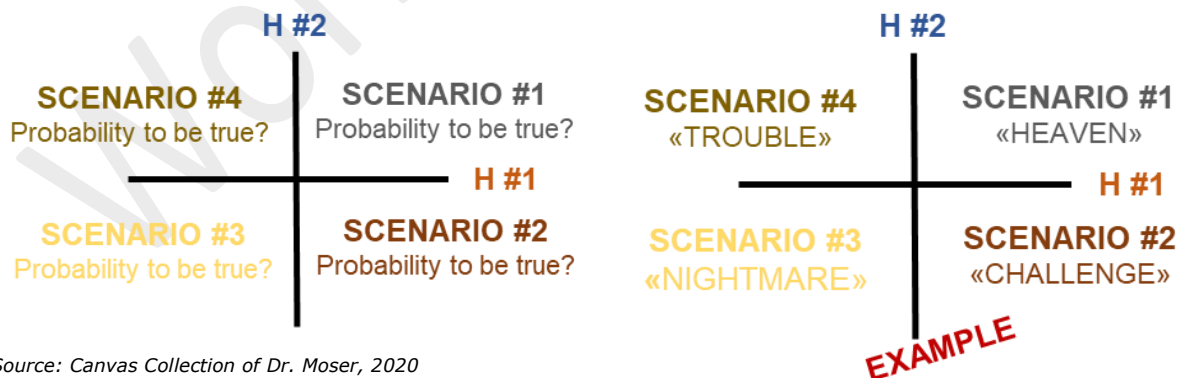 H #2
SCENARIO #4
Probability to be true?
SCENARIO #1
Probability to be true?
H #1
SCENARIO #3
Probability to be true?
SCENARIO #2
Probability to be true?
H #2
SCENARIO #4
«TROUBLE»
SCENARIO #1
«HEAVEN»
H #1
SCENARIO #3
«NIGHTMARE»
SCENARIO #2
«CHALLENGE»
EXAMPLE
Source: Canvas Collection of Dr. Moser, 2020